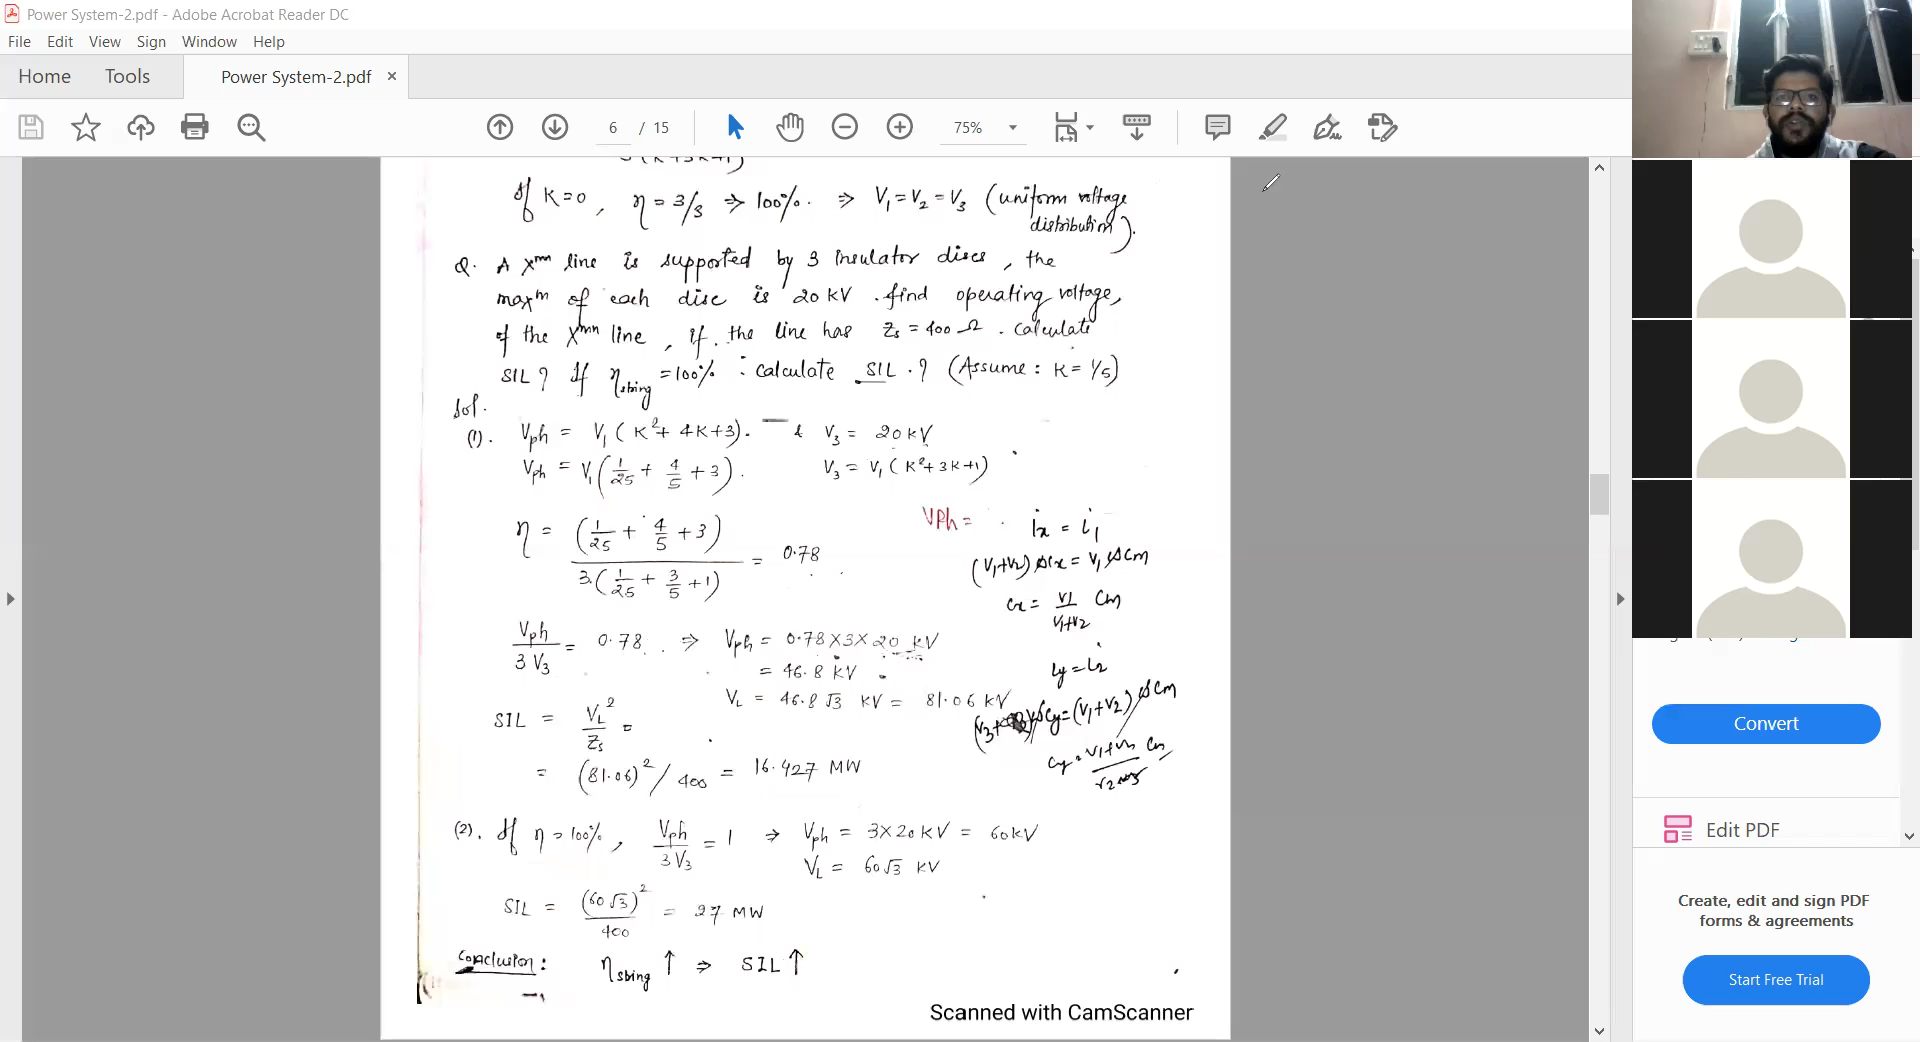 Power System-2.pdf - Adobe Acrobat Reader DC
File Edit View Sign Window Help
Home Tools Power System-2.pdf ×
6 / 15 75%
If K=0, η = 3/3 ⇒ 100%. ⇒ V₁ = V₂ = V₃ (uniform voltage
distribution).
Q. A Xᵐⁿ line is supported by 3 insulator discs, the
maxᵐ of each disc is 20 KV. find operating voltage,
of the Xᵐⁿ line, if the line has Zₛ = 400 Ω. calculate
SIL? If η string = 100% : calculate SIL.? (Assume: K = 1/5)
Sol.
(1). Vph = V₁ (K² + 4K + 3). & V₃ = 20 KV
Vph = V₁ (1/25 + 4/5 + 3). V₃ = V₁ (K² + 3K + 1)
η = (1/25 + 4/5 + 3) / 3(1/25 + 3/5 + 1) = 0.78
VPh =
ix = i₁
(V₁+V₂) ωCx = V₁ ωCm
Cx = V1/V1+V2 Cm
Vph / 3V₃ = 0.78 ⇒ Vph = 0.78 × 3 × 20 KV
= 46.8 KV
iy = i₂
VL = 46.8 √3 KV = 81.06 KV
SIL = VL² / Zₛ =
= (81.06)² / 400 = 16.427 MW
(2). If η = 100%, Vph / 3V₃ = 1 ⇒ Vph = 3 × 20 KV = 60 KV
VL = 60 √3 KV
SIL = (60 √3)² / 400 = 27 MW
Conclusion: η string ↑ ⇒ SIL ↑
Scanned with CamScanner
Convert
Edit PDF
Create, edit and sign PDF
forms & agreements
Start Free Trial